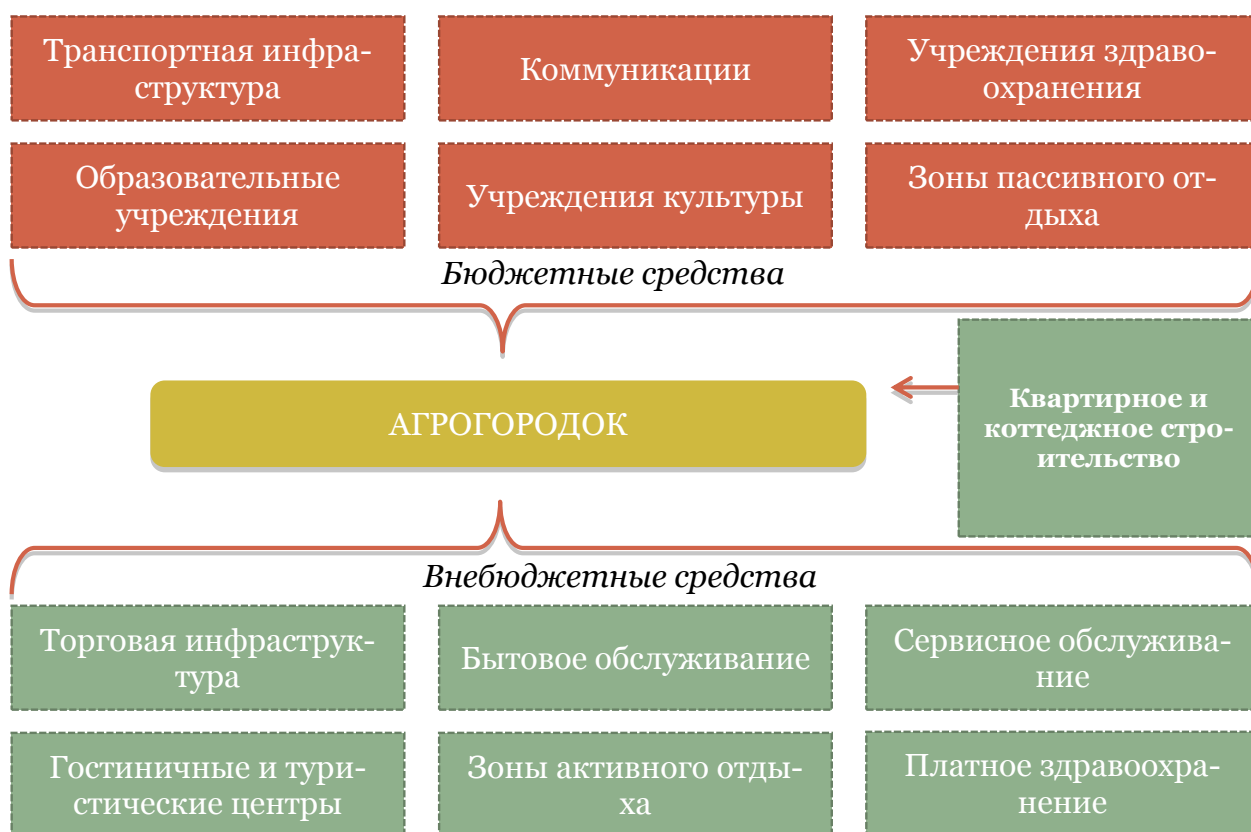 Транспортная инфра-
структура
Коммуникации
Учреждения здраво-
охранения
Образовательные
учреждения
Учреждения культуры
Зоны пассивного от-
дыха
Бюджетные средства
АГРОГОРОДОК
Квартирное и
коттеджное стро-
ительство
Внебюджетные средства
Торговая инфраструк-
тура
Бытовое обслуживание
Сервисное обслужива-
ние
Гостиничные и тури-
стические центры
Зоны активного отды-
ха
Платное здравоохра-
нение